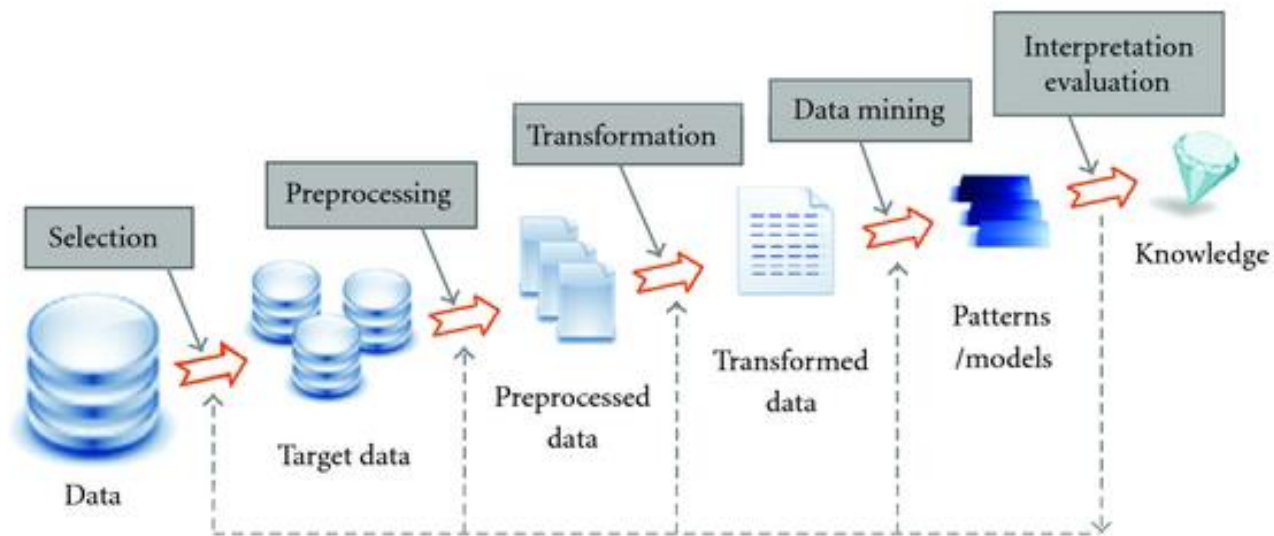 Interpretation
evaluation
Data mining
Transformation
Preprocessing
Selection
Knowledge
Patterns
/models
Transformed
data
Preprocessed
data
Target data
Data